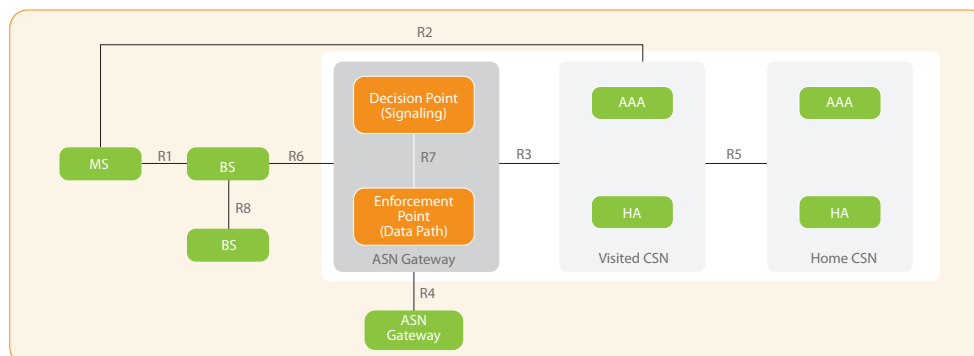 R2
Decision Point
(Signaling)
AAA
AAA
MS
R1
BS
R6
R7
R3
R5
R8
Enforcement
Point
(Data Path)
HA
HA
BS
ASN Gateway
Visited CSN
Home CSN
R4
ASN
Gateway